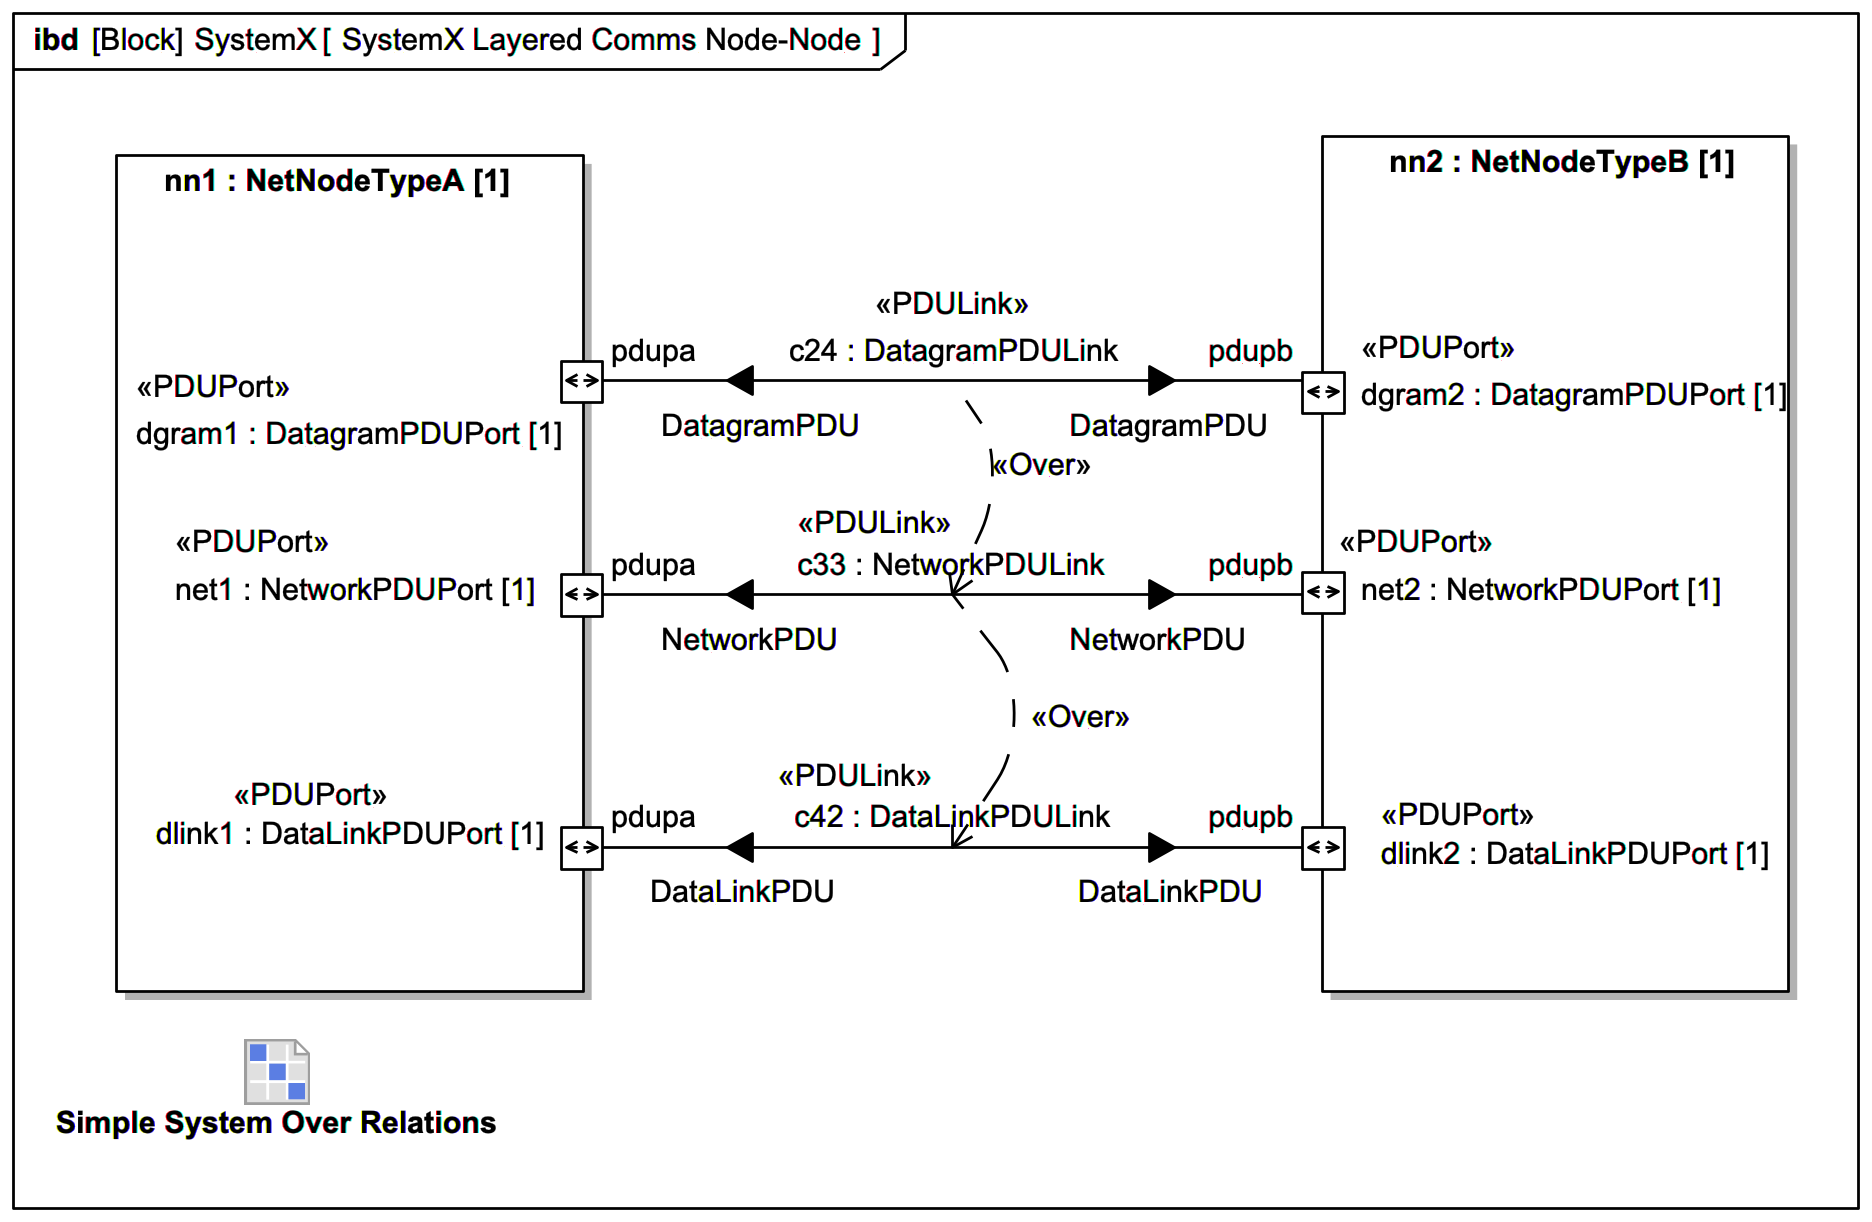 ibd [Block] SystemX [ SystemX Layered Comms Node-Node ]
nn1 : NetNodeTypeA [1]
nn2 : NetNodeTypeB [1]
«PDULink»
pdupa
c24 : DatagramPDULink
pdupb
«PDUPort»
dgram2 : DatagramPDUPort [1]
«PDUPort»
dgram1 : DatagramPDUPort [1]
DatagramPDU
DatagramPDU
«Over»
«PDULink»
«PDUPort»
net1 : NetworkPDUPort [1]
pdupa
c33 : NetworkPDULink
pdupb
«PDUPort»
net2 : NetworkPDUPort [1]
NetworkPDU
NetworkPDU
«Over»
«PDULink»
«PDUPort»
dlink1 : DataLinkPDUPort [1]
pdupa
c42 : DataLinkPDULink
pdupb
«PDUPort»
dlink2 : DataLinkPDUPort [1]
DataLinkPDU
DataLinkPDU
Simple System Over Relations